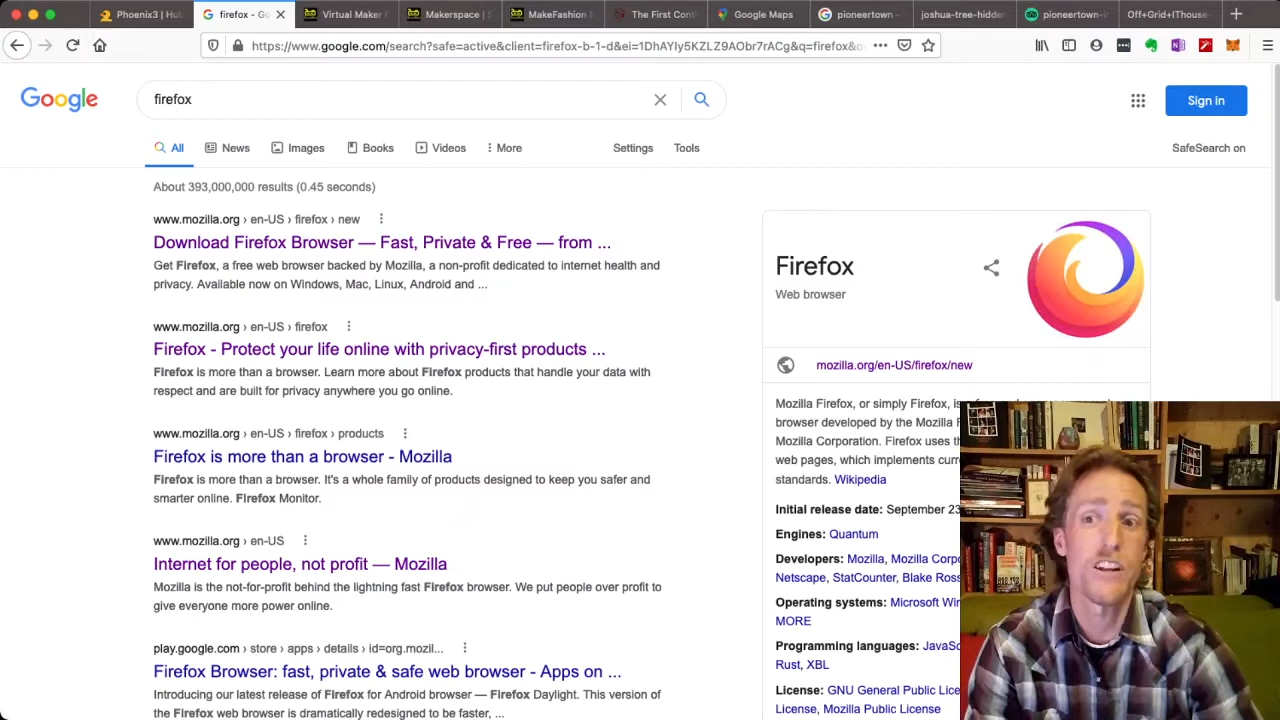 Phoenix3 | Hub
firefox - Go
Virtual Maker F
Makerspace | S
MakeFashion E
The First Cont
Google Maps
pioneertown -
joshua-tree-hidden
pioneertown-i
Off+Grid+IThouse-
https://www.google.com/search?safe=active&client=firefox-b-1-d&ei=1DhAYIy5KZLZ9AObr7rACg&q=firefox&o
Google
firefox
Sign in
All
News
Images
Books
Videos
More
Settings
Tools
SafeSearch on
About 393,000,000 results (0.45 seconds)
www.mozilla.org › en-US › firefox › new
Download Firefox Browser — Fast, Private & Free — from ...
Get Firefox, a free web browser backed by Mozilla, a non-profit dedicated to internet health and
privacy. Available now on Windows, Mac, Linux, Android and ...
www.mozilla.org › en-US › firefox
Firefox - Protect your life online with privacy-first products ...
Firefox is more than a browser. Learn more about Firefox products that handle your data with
respect and are built for privacy anywhere you go online.
www.mozilla.org › en-US › firefox › products
Firefox is more than a browser - Mozilla
Firefox is more than a browser. It's a whole family of products designed to keep you safer and
smarter online. Firefox Monitor.
www.mozilla.org › en-US
Internet for people, not profit — Mozilla
Mozilla is the not-for-profit behind the lightning fast Firefox browser. We put people over profit to
give everyone more power online.
play.google.com › store › apps › details › id=org.mozil...
Firefox Browser: fast, private & safe web browser - Apps on ...
Introducing our latest release of Firefox for Android browser — Firefox Daylight. This version of
the Firefox web browser is dramatically redesigned to be faster, ...
Firefox
Web browser
mozilla.org/en-US/firefox/new
Mozilla Firefox, or simply Firefox, is
browser developed by the Mozilla F
Mozilla Corporation. Firefox uses th
web pages, which implements curr
standards. Wikipedia
Initial release date: September 23
Engines: Quantum
Developers: Mozilla, Mozilla Corpo
Netscape, StatCounter, Blake Ross
Operating systems: Microsoft Win
MORE
Programming languages: JavaSc
Rust, XBL
License: GNU General Public Lice
License, Mozilla Public License